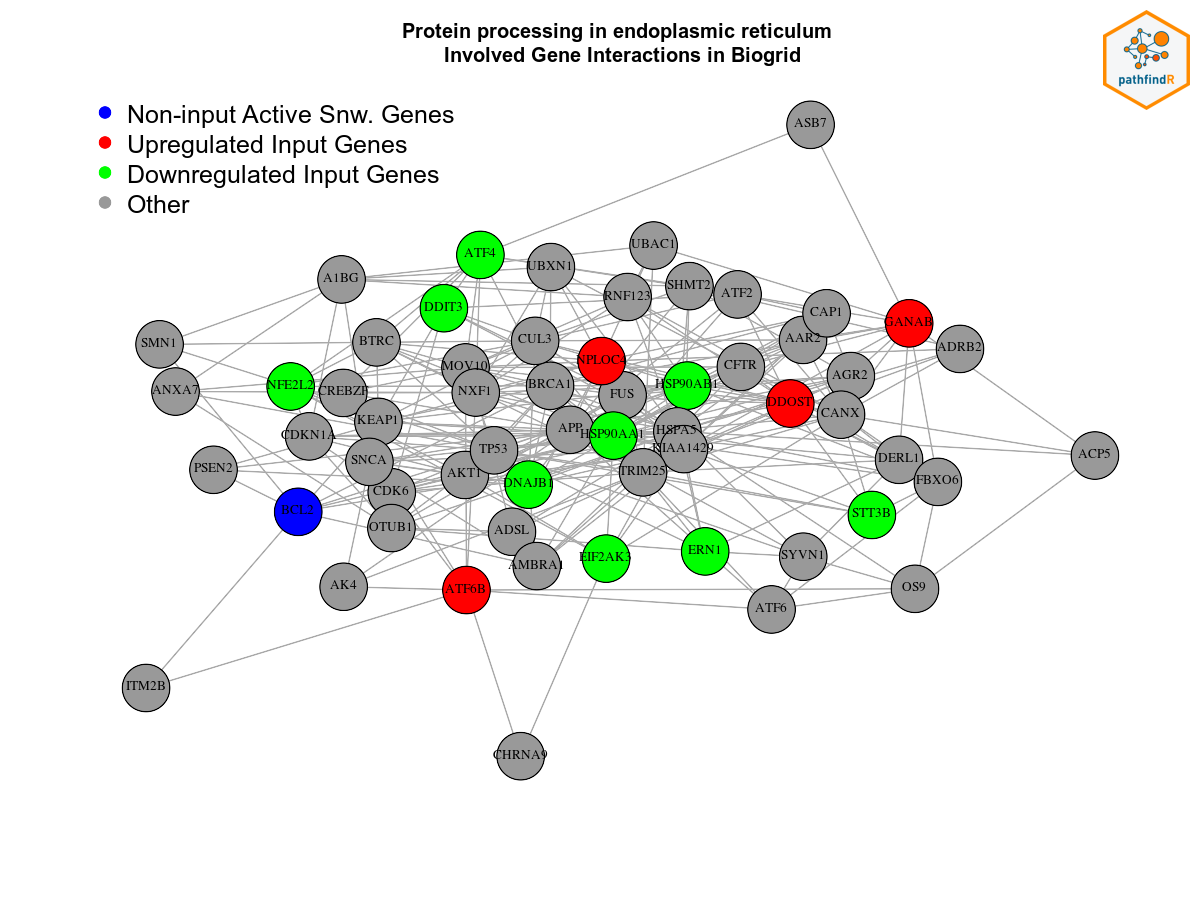 Protein processing in endoplasmic reticulum
Involved Gene Interactions in Biogrid
pathfindR
Non-input Active Snw. Genes
Upregulated Input Genes
Downregulated Input Genes
Other
ASB7
UBAC1
ATF4
UBXN1
A1BG
SHMT2
ATF2
RNF123
DDIT3
CAP1
GANAB
AAR2
CUL3
BTRC
SMN1
ADRB2
NPLOC4
MOV10
CFTR
AGR2
NFE2L2
BRCA1
HSP90AB1
ANXA7
CREBZF
NXF1
FUS
DDOST
CANX
KEAP1
APP
HSPA5
CDKN1A
HSP90AA1
TP53
KIAA1429
ACP5
SNCA
DERL1
PSEN2
AKT1
TRIM25
DNAJB1
FBXO6
CDK6
BCL2
STT3B
OTUB1
ADSL
ERN1
EIF2AK3
SYVN1
AMBRA1
AK4
ATF6B
OS9
ATF6
ITM2B
CHRNA9